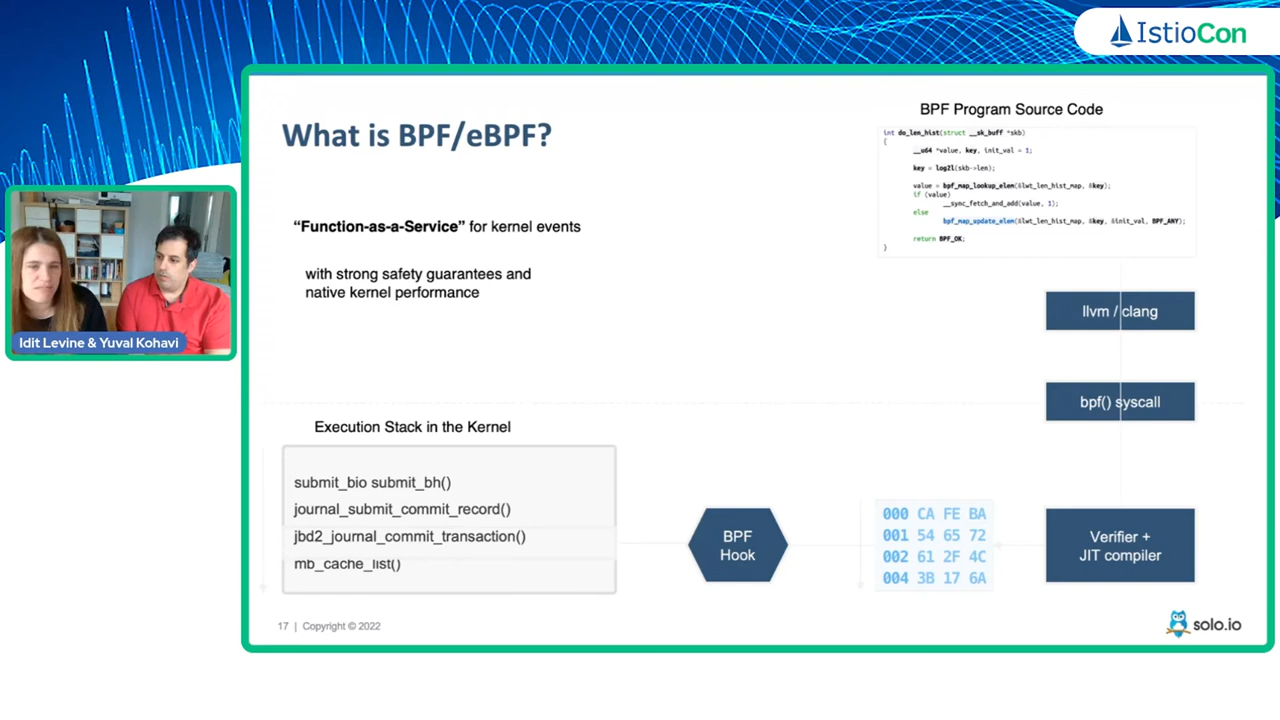 IstioCon
What is BPF/eBPF?
“Function-as-a-Service” for kernel events
with strong safety guarantees and
native kernel performance
Idit Levine & Yuval Kohavi
BPF Program Source Code
int do_len_hist(struct __sk_buff *skb)
{
__u64 *value, key, init_val = 1;
key = log2l(skb->len);
value = bpf_map_lookup_elem(&lwt_len_hist_map, &key);
if (value)
__sync_fetch_and_add(value, 1);
else
bpf_map_update_elem(&lwt_len_hist_map, &key, &init_val, BPF_ANY);
return BPF_OK;
}
llvm / clang
bpf() syscall
Verifier +
JIT compiler
000 CA FE BA
001 54 65 72
002 61 2F 4C
004 3B 17 6A
BPF
Hook
Execution Stack in the Kernel
submit_bio submit_bh()
journal_submit_commit_record()
jbd2_journal_commit_transaction()
mb_cache_list()
17 | Copyright © 2022
solo.io